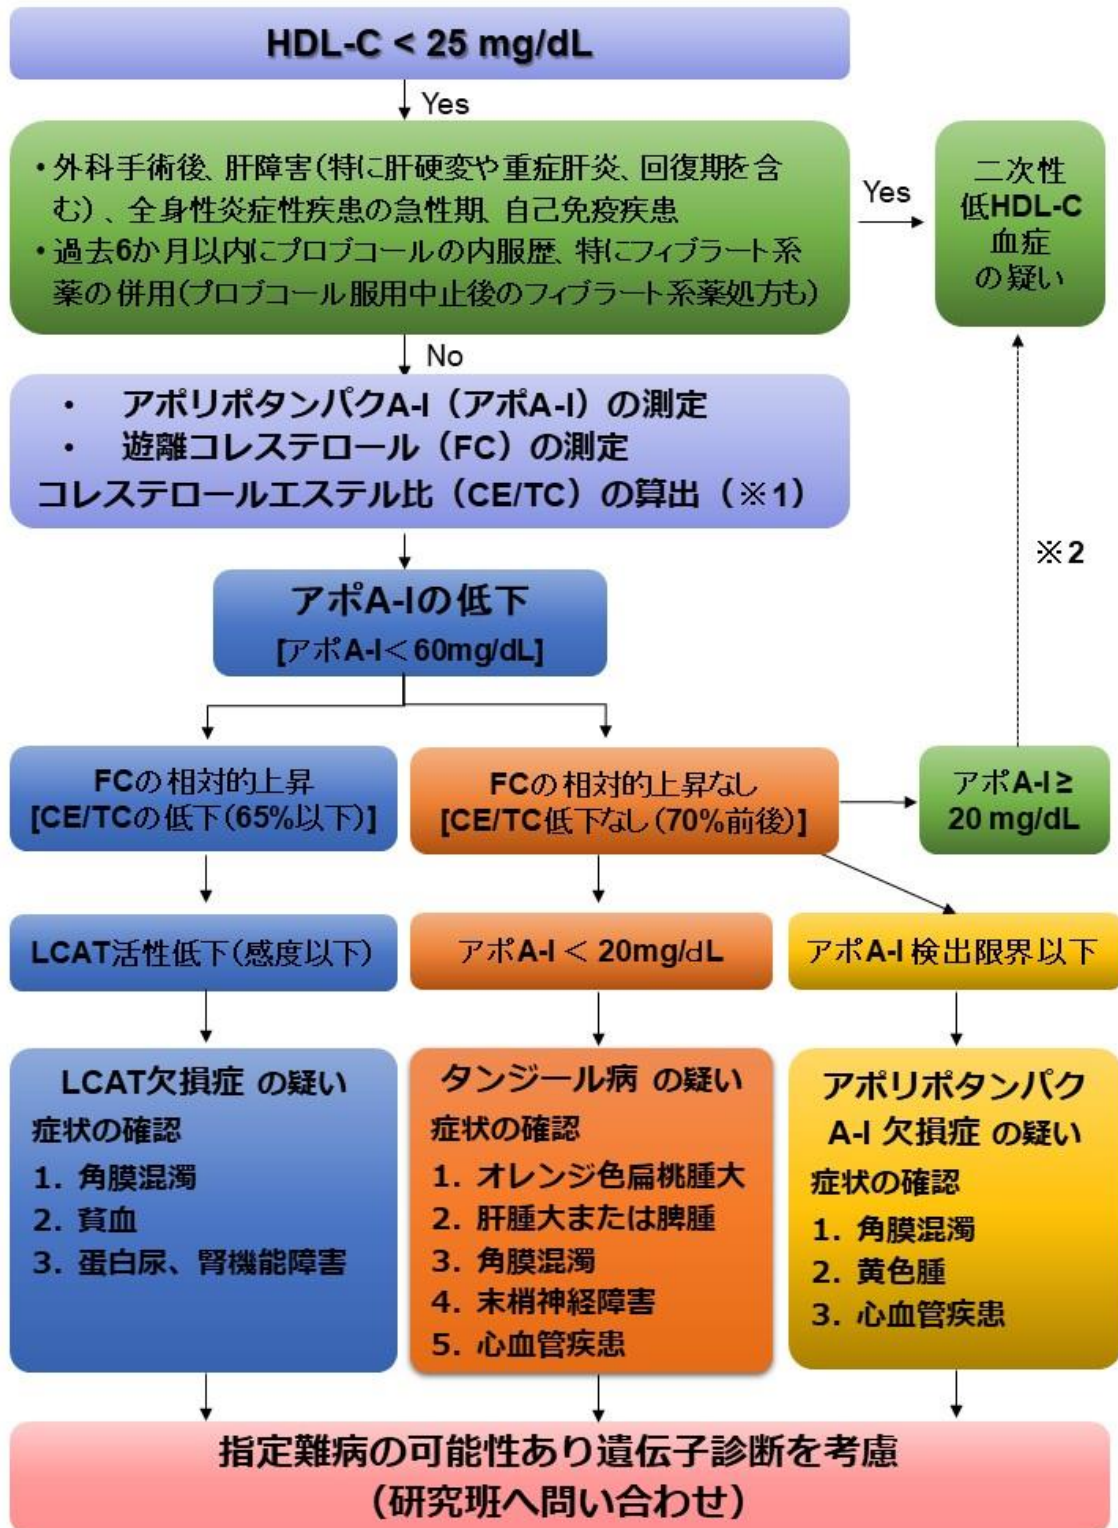 HDL-C < 25 mg/dL
Yes
・外科手術後、肝障害(特に肝硬変や重症肝炎、回復期を含
む)、全身性炎症性疾患の急性期、自己免疫疾患
・過去6か月以内にプロブコールの内服歴、特にフィブラート系
薬の併用(プロブコール服用中止後のフィブラート系薬処方も)
Yes
二次性
低HDL-C
血症
の疑い
No
・ アポリポタンパクA-I（アポA-I）の測定
・ 遊離コレステロール（FC）の測定
コレステロールエステル比（CE/TC）の算出（※1）
※2
アポA-Iの低下
[アポA-I＜60mg/dL]
FCの相対的上昇
[CE/TCの低下(65%以下)]
FCの相対的上昇なし
[CE/TC低下なし(70%前後)]
アポA-I ≥
20 mg/dL
LCAT活性低下(感度以下)
アポA-I ＜ 20mg/dL
アポA-I 検出限界以下
LCAT欠損症 の疑い
症状の確認
1. 角膜混濁
2. 貧血
3. 蛋白尿、腎機能障害
タンジール病 の疑い
症状の確認
1. オレンジ色扁桃腫大
2. 肝腫大または脾腫
3. 角膜混濁
4. 末梢神経障害
5. 心血管疾患
アポリポタンパク
A-I 欠損症 の疑い
症状の確認
1. 角膜混濁
2. 黄色腫
3. 心血管疾患
指定難病の可能性あり遺伝子診断を考慮
（研究班へ問い合わせ）